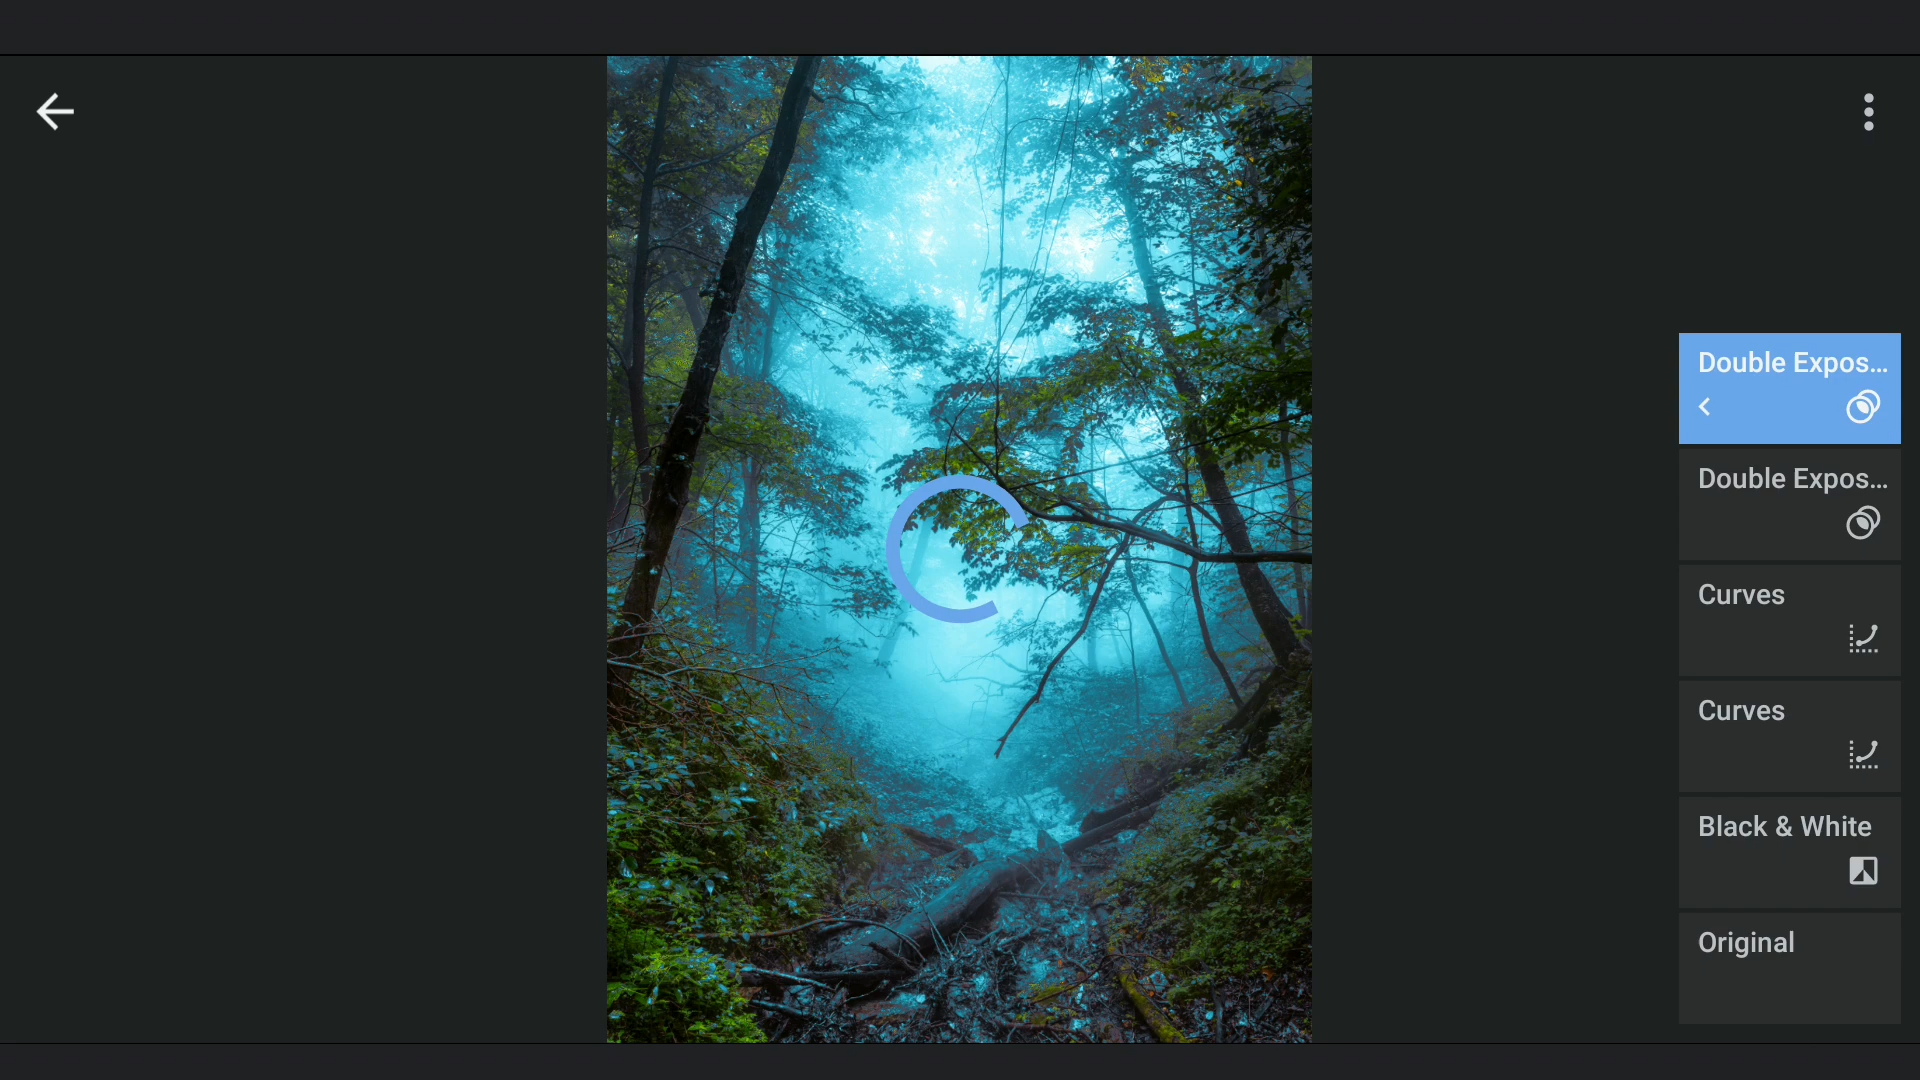 Double Expos...
Double Expos...
Curves
Curves
Black & White
Original